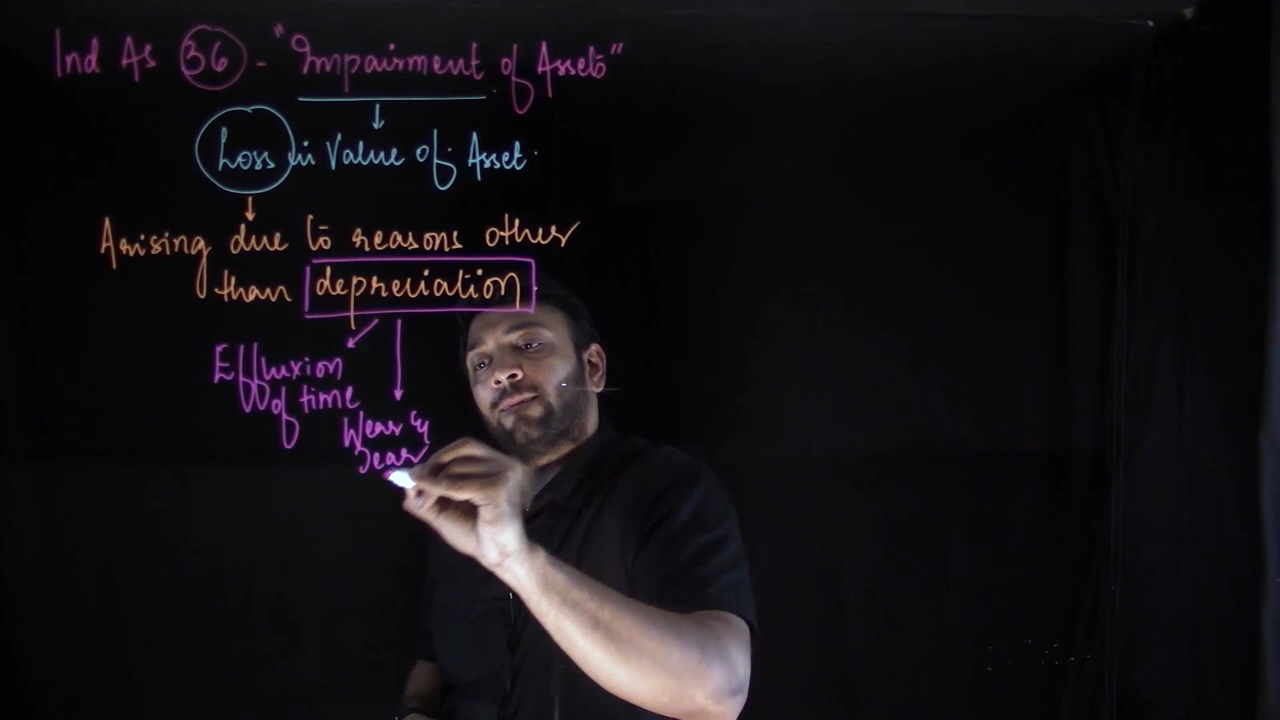 Ind As 36 - "Impairment of Assets"
Loss in Value of Asset.
Arising due to reasons other
than depreciation.
Effluxion
of time
Wear &
Tear